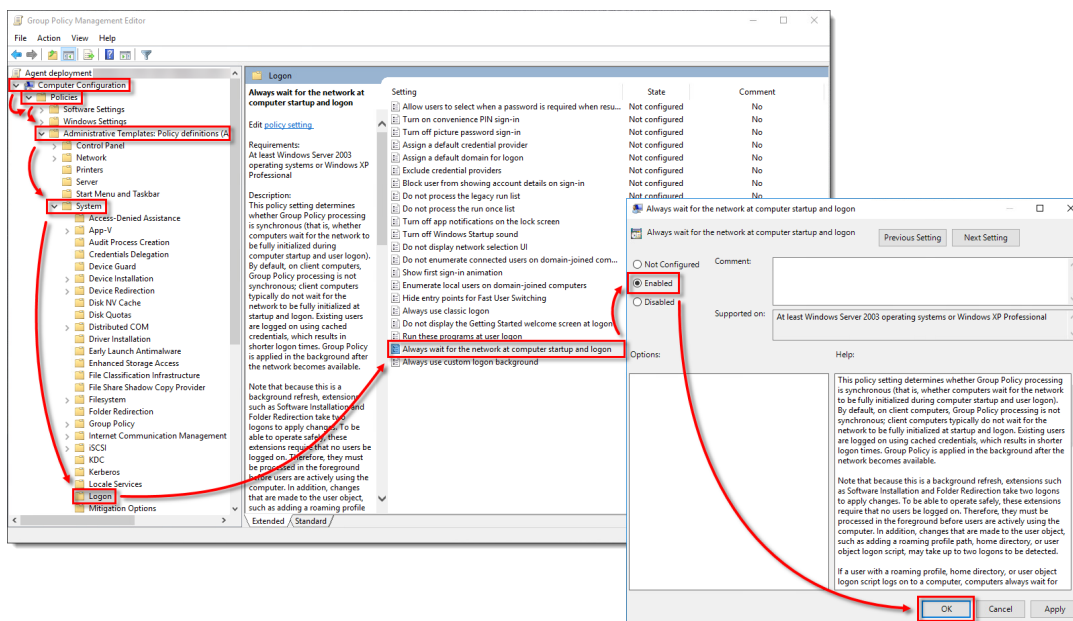 Group Policy Management Editor
File Action View Help
Agent deployment
Computer Configuration
Policies
Software Settings
Windows Settings
Administrative Templates: Policy definitions (A
Control Panel
Network
Printers
Server
Start Menu and Taskbar
System
Access-Denied Assistance
App-V
Audit Process Creation
Credentials Delegation
Device Guard
Device Installation
Device Redirection
Disk NV Cache
Disk Quotas
Distributed COM
Driver Installation
Early Launch Antimalware
Enhanced Storage Access
File Classification Infrastructure
File Share Shadow Copy Provider
Filesystem
Folder Redirection
Group Policy
Internet Communication Management
iSCSI
KDC
Kerberos
Locale Services
Logon
Mitigation Options
Logon
Always wait for the network at
computer startup and logon
Edit policy setting
Requirements:
At least Windows Server 2003
operating systems or Windows XP
Professional
Description:
This policy setting determines
whether Group Policy processing
is synchronous (that is, whether
computers wait for the network to
be fully initialized during
computer startup and user logon).
By default, on client computers,
Group Policy processing is not
synchronous; client computers
typically do not wait for the
network to be fully initialized at
startup and logon. Existing users
are logged on using cached
credentials, which results in
shorter logon times. Group Policy
is applied in the background after
the network becomes available.
Note that because this is a
background refresh, extensions
such as Software Installation and
Folder Redirection take two
logons to apply changes. To be
able to operate safely, these
extensions require that no users be
logged on. Therefore, they must
be processed in the foreground
before users are actively using the
computer. In addition, changes
that are made to the user object,
such as adding a roaming profile
Extended Standard
Setting State Comment
Allow users to select when a password is required when resu... Not configured No
Turn on convenience PIN sign-in Not configured No
Turn off picture password sign-in Not configured No
Assign a default credential provider Not configured No
Assign a default domain for logon Not configured No
Exclude credential providers Not configured No
Block user from showing account details on sign-in Not configured No
Do not process the legacy run list Not configured No
Do not process the run once list
Turn off app notifications on the lock screen
Turn off Windows Startup sound
Do not display network selection UI
Do not enumerate connected users on domain-joined com...
Show first sign-in animation
Enumerate local users on domain-joined computers
Hide entry points for Fast User Switching
Always use classic logon
Do not display the Getting Started welcome screen at logon
Run these programs at user logon
Always wait for the network at computer startup and logon
Always use custom logon background
Always wait for the network at computer startup and logon
Always wait for the network at computer startup and logon
Previous Setting Next Setting
Not Configured Comment:
Enabled
Disabled
Supported on: At least Windows Server 2003 operating systems or Windows XP Professional
Options: Help:
This policy setting determines whether Group Policy processing
is synchronous (that is, whether computers wait for the network
to be fully initialized during computer startup and user logon).
By default, on client computers, Group Policy processing is not
synchronous; client computers typically do not wait for the
network to be fully initialized at startup and logon. Existing users
are logged on using cached credentials, which results in shorter
logon times. Group Policy is applied in the background after the
network becomes available.
Note that because this is a background refresh, extensions such
as Software Installation and Folder Redirection take two logons
to apply changes. To be able to operate safely, these extensions
require that no users be logged on. Therefore, they must be
processed in the foreground before users are actively using the
computer. In addition, changes that are made to the user object,
such as adding a roaming profile path, home directory, or user
object logon script, may take up to two logons to be detected.
If a user with a roaming profile, home directory, or user object
logon script logs on to a computer, computers always wait for
OK Cancel Apply